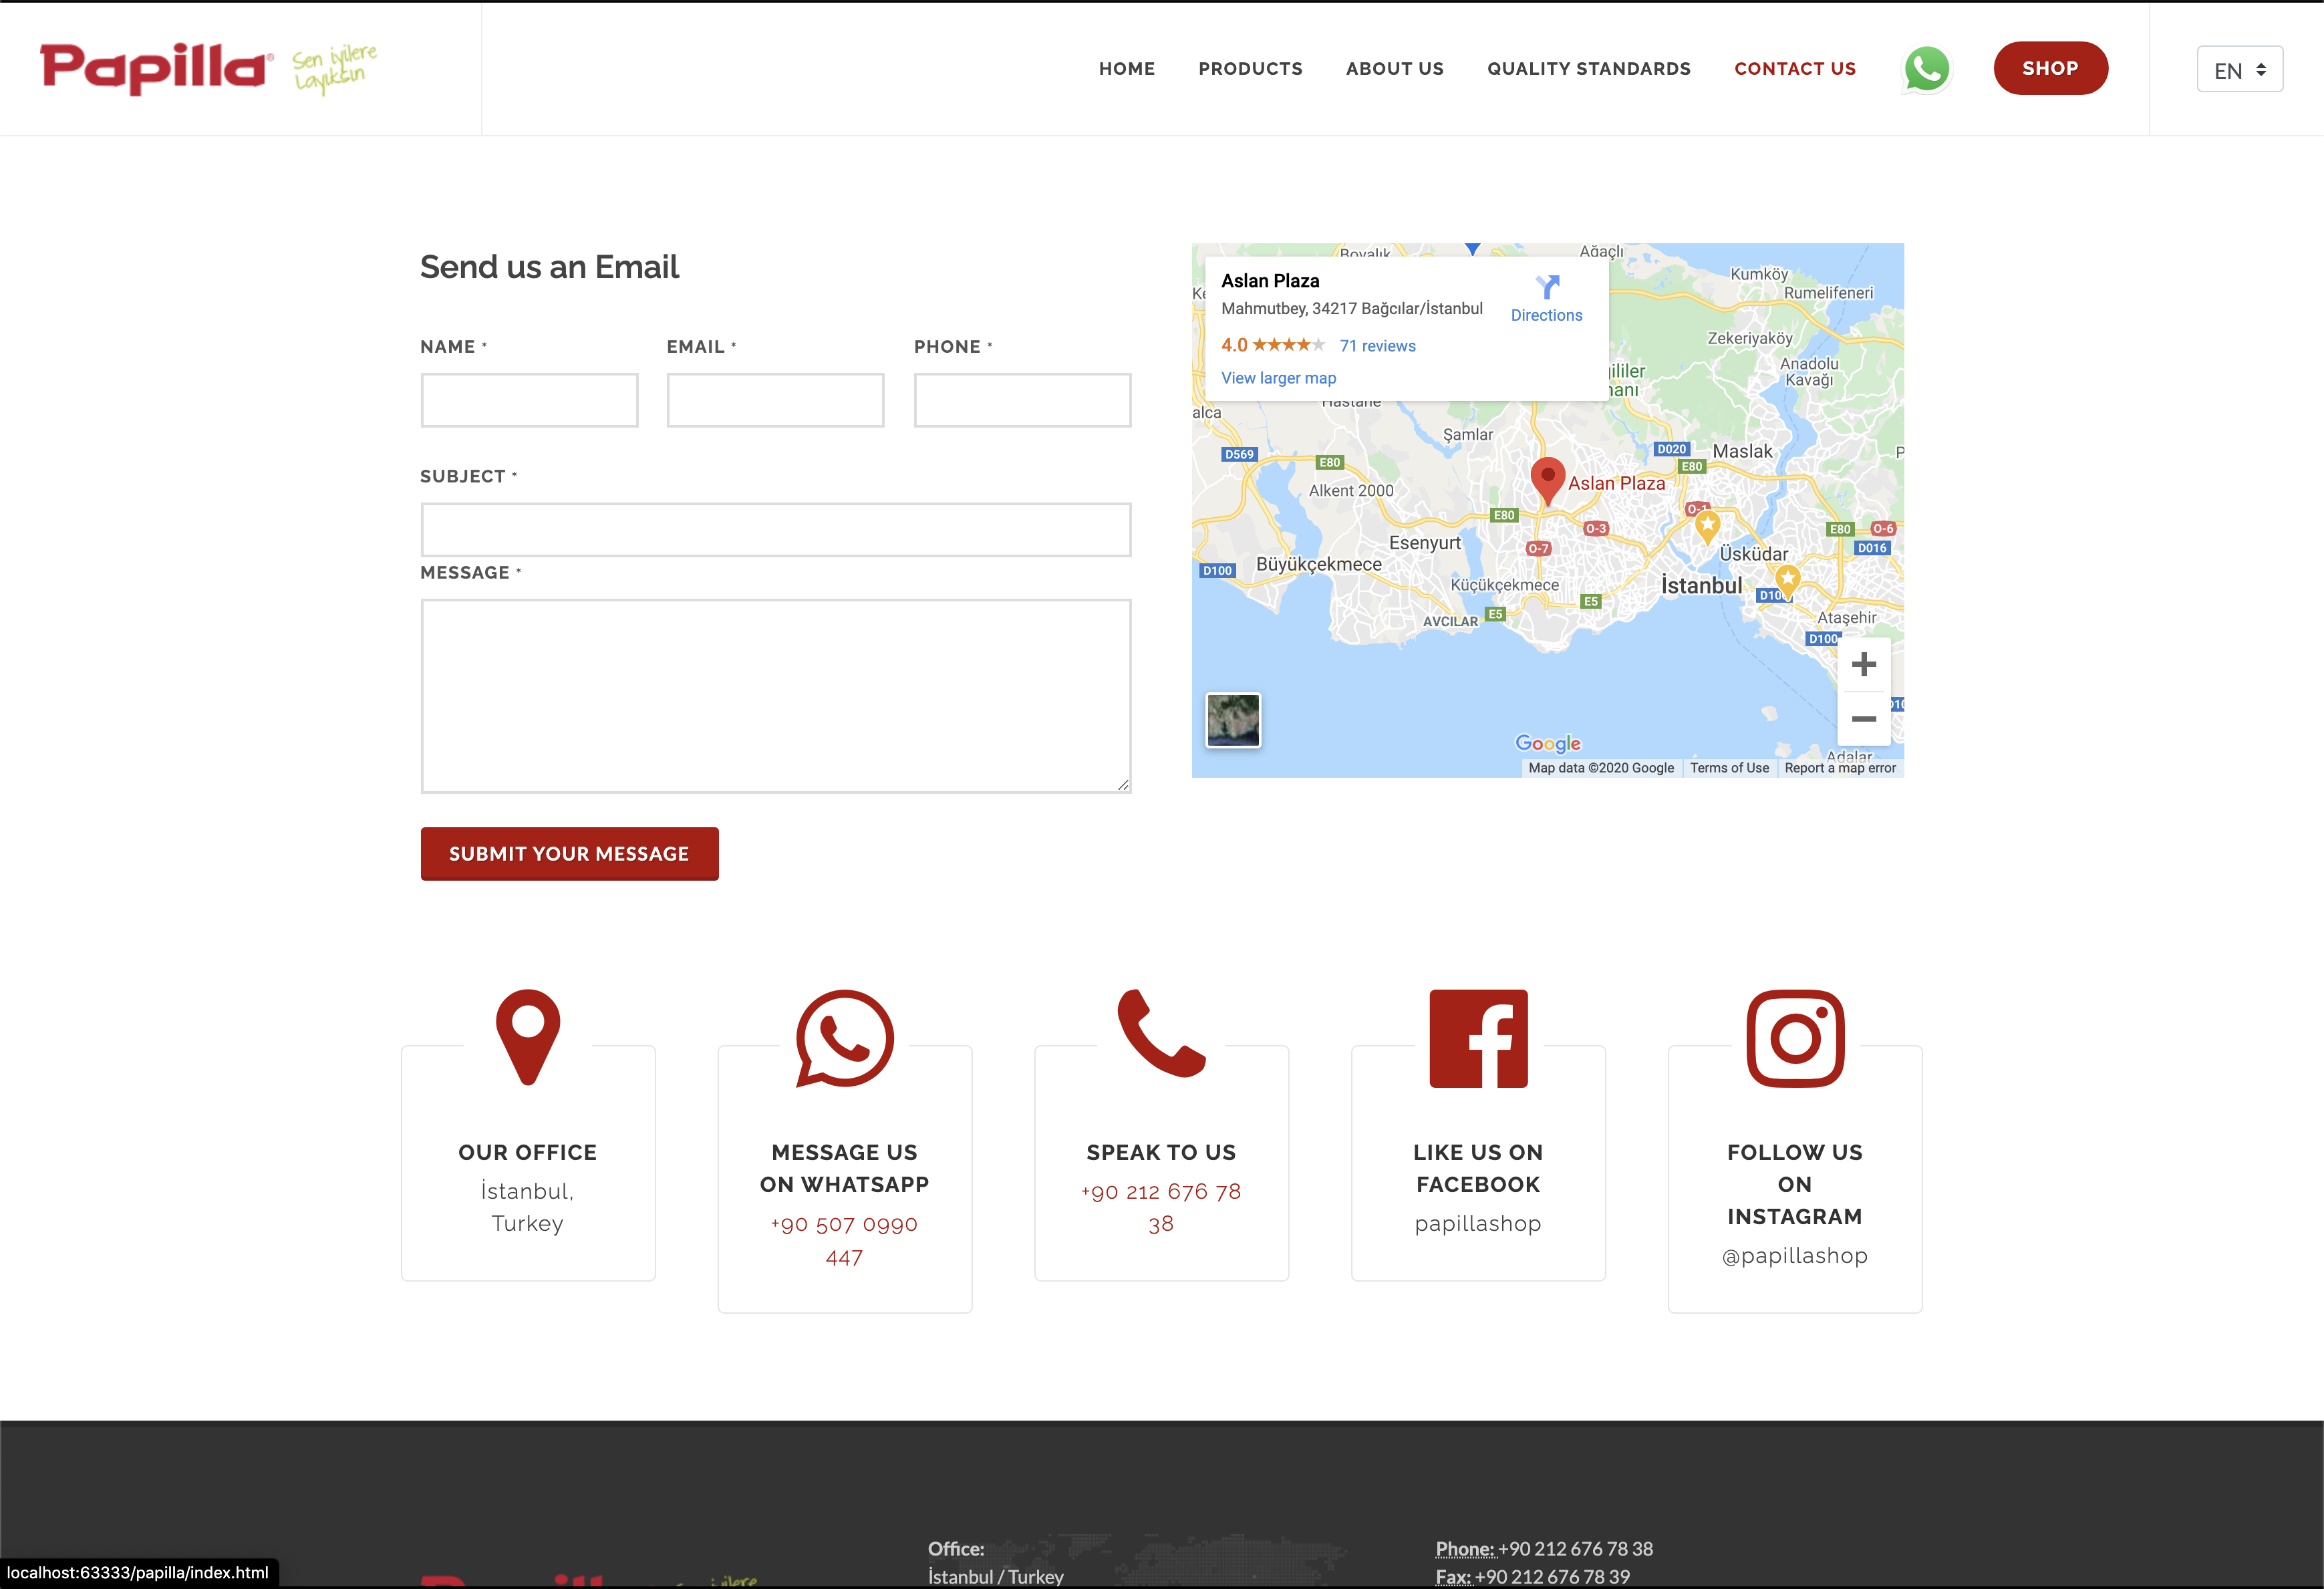 Papilla®
Sen iyilere
Layıksın
HOME
PRODUCTS
ABOUT US
QUALITY STANDARDS
CONTACT US
SHOP
EN
Send us an Email
NAME *
EMAIL *
PHONE *
SUBJECT *
MESSAGE *
SUBMIT YOUR MESSAGE
Aslan Plaza
Mahmutbey, 34217 Bağcılar/İstanbul
4.0
71 reviews
View larger map
Directions
Boyalık
Ağaçlı
Kumköy
Rumelifeneri
Zekeriyaköy
Anadolu
Kavağı
alca
Hastane
Şamlar
D569
E80
D020
E80
Maslak
Alkent 2000
Aslan Plaza
E80
O-3
O-1
E80
O-6
Esenyurt
O-7
Üsküdar
D016
D100
Büyükçekmece
Küçükçekmece
İstanbul
D100
AVCILAR
E5
E5
Ataşehir
D100
Adalar
Google
Map data ©2020 Google
Terms of Use
Report a map error
OUR OFFICE
İstanbul,
Turkey
MESSAGE US
ON WHATSAPP
+90 507 0990
447
SPEAK TO US
+90 212 676 78
38
LIKE US ON
FACEBOOK
papillashop
FOLLOW US
ON
INSTAGRAM
@papillashop
Office:
İstanbul / Turkey
Phone: +90 212 676 78 38
Fax: +90 212 676 78 39
localhost:63333/papilla/index.html